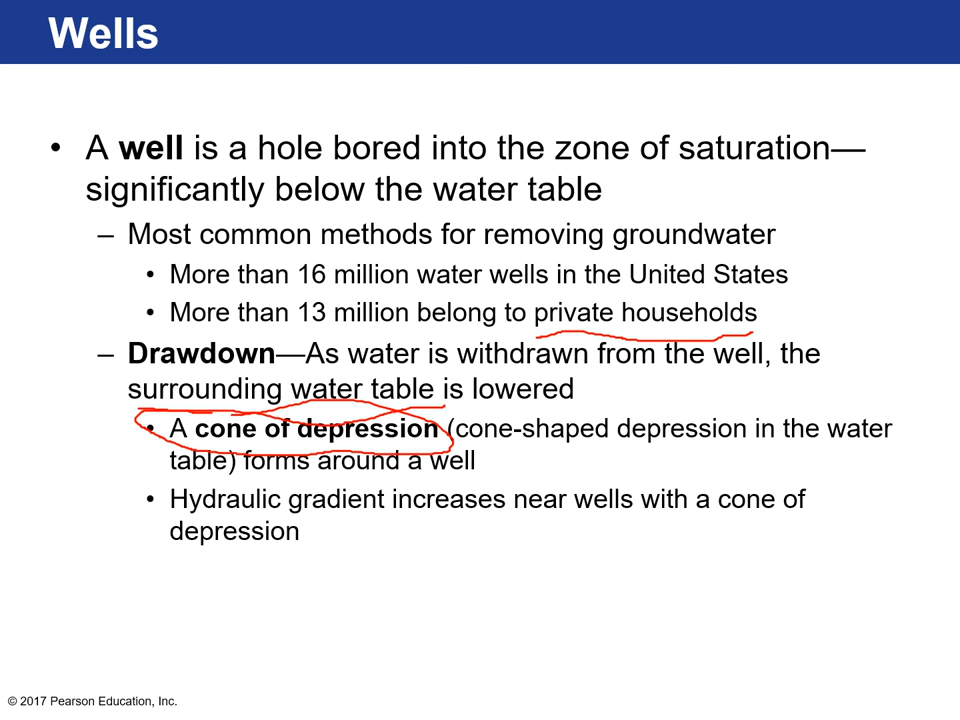 Wells
• A well is a hole bored into the zone of saturation—
significantly below the water table
– Most common methods for removing groundwater
• More than 16 million water wells in the United States
• More than 13 million belong to private households
– Drawdown—As water is withdrawn from the well, the
surrounding water table is lowered
• A cone of depression (cone-shaped depression in the water
table) forms around a well
• Hydraulic gradient increases near wells with a cone of
depression
© 2017 Pearson Education, Inc.